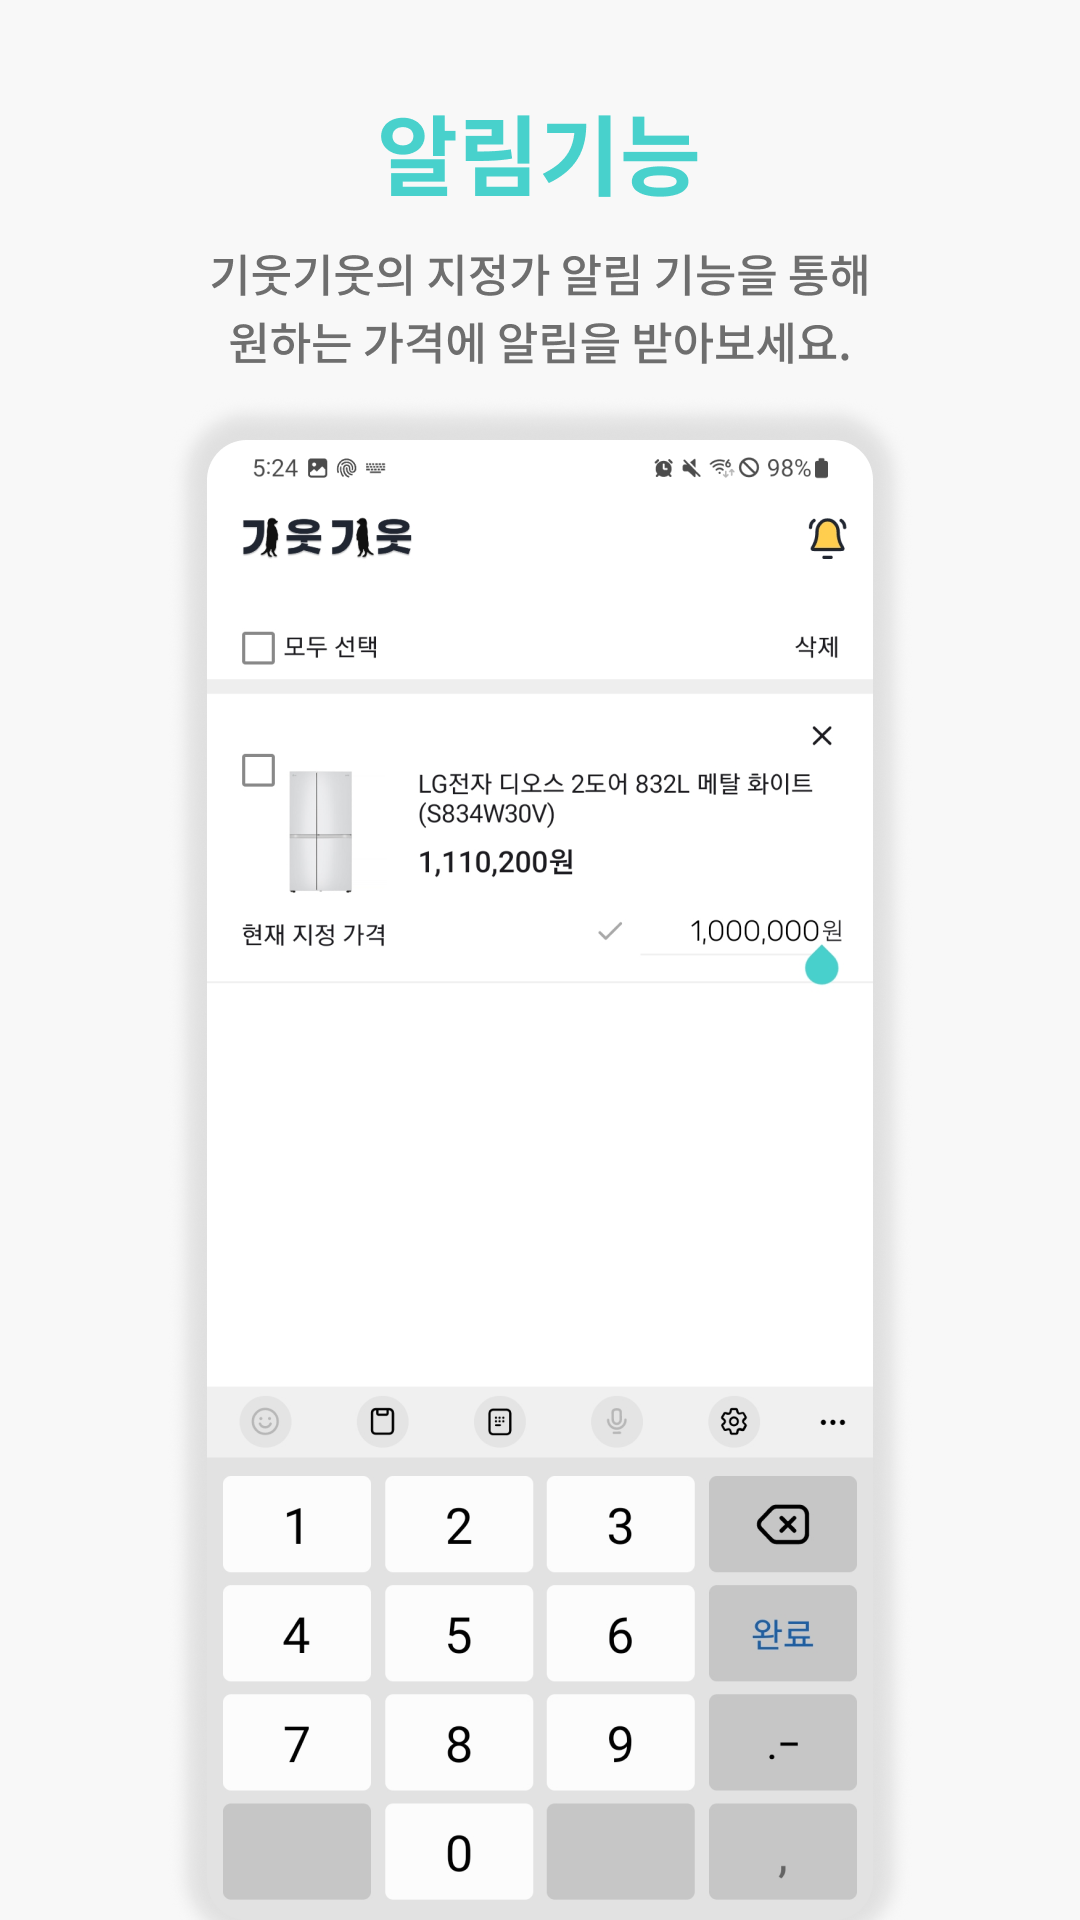 알림기능
기웃기웃의 지정가 알림 기능을 통해
원하는 가격에 알림을 받아보세요.
5:24 98%
기웃기웃
모두 선택 삭제
LG전자 디오스 2도어 832L 메탈 화이트
(S834W30V)
1,110,200원
현재 지정 가격 1,000,000원
1 2 3
4 5 6 완료
7 8 9 .-
0 ,